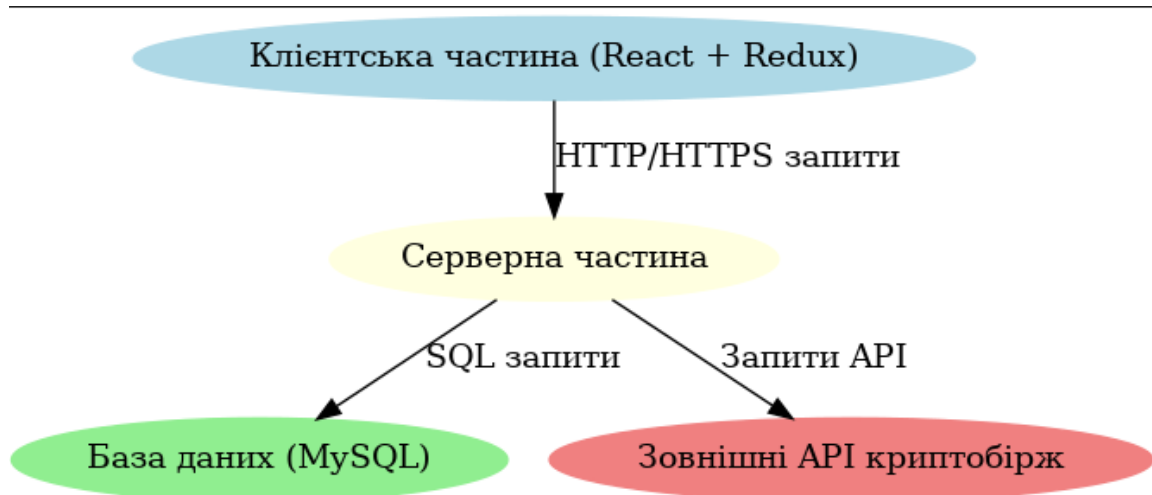 Клієнтська частина (React + Redux)
HTTP/HTTPS запити
Серверна частина
SQL запити
Запити API
База даних (MySQL)
Зовнішні API криптобірж